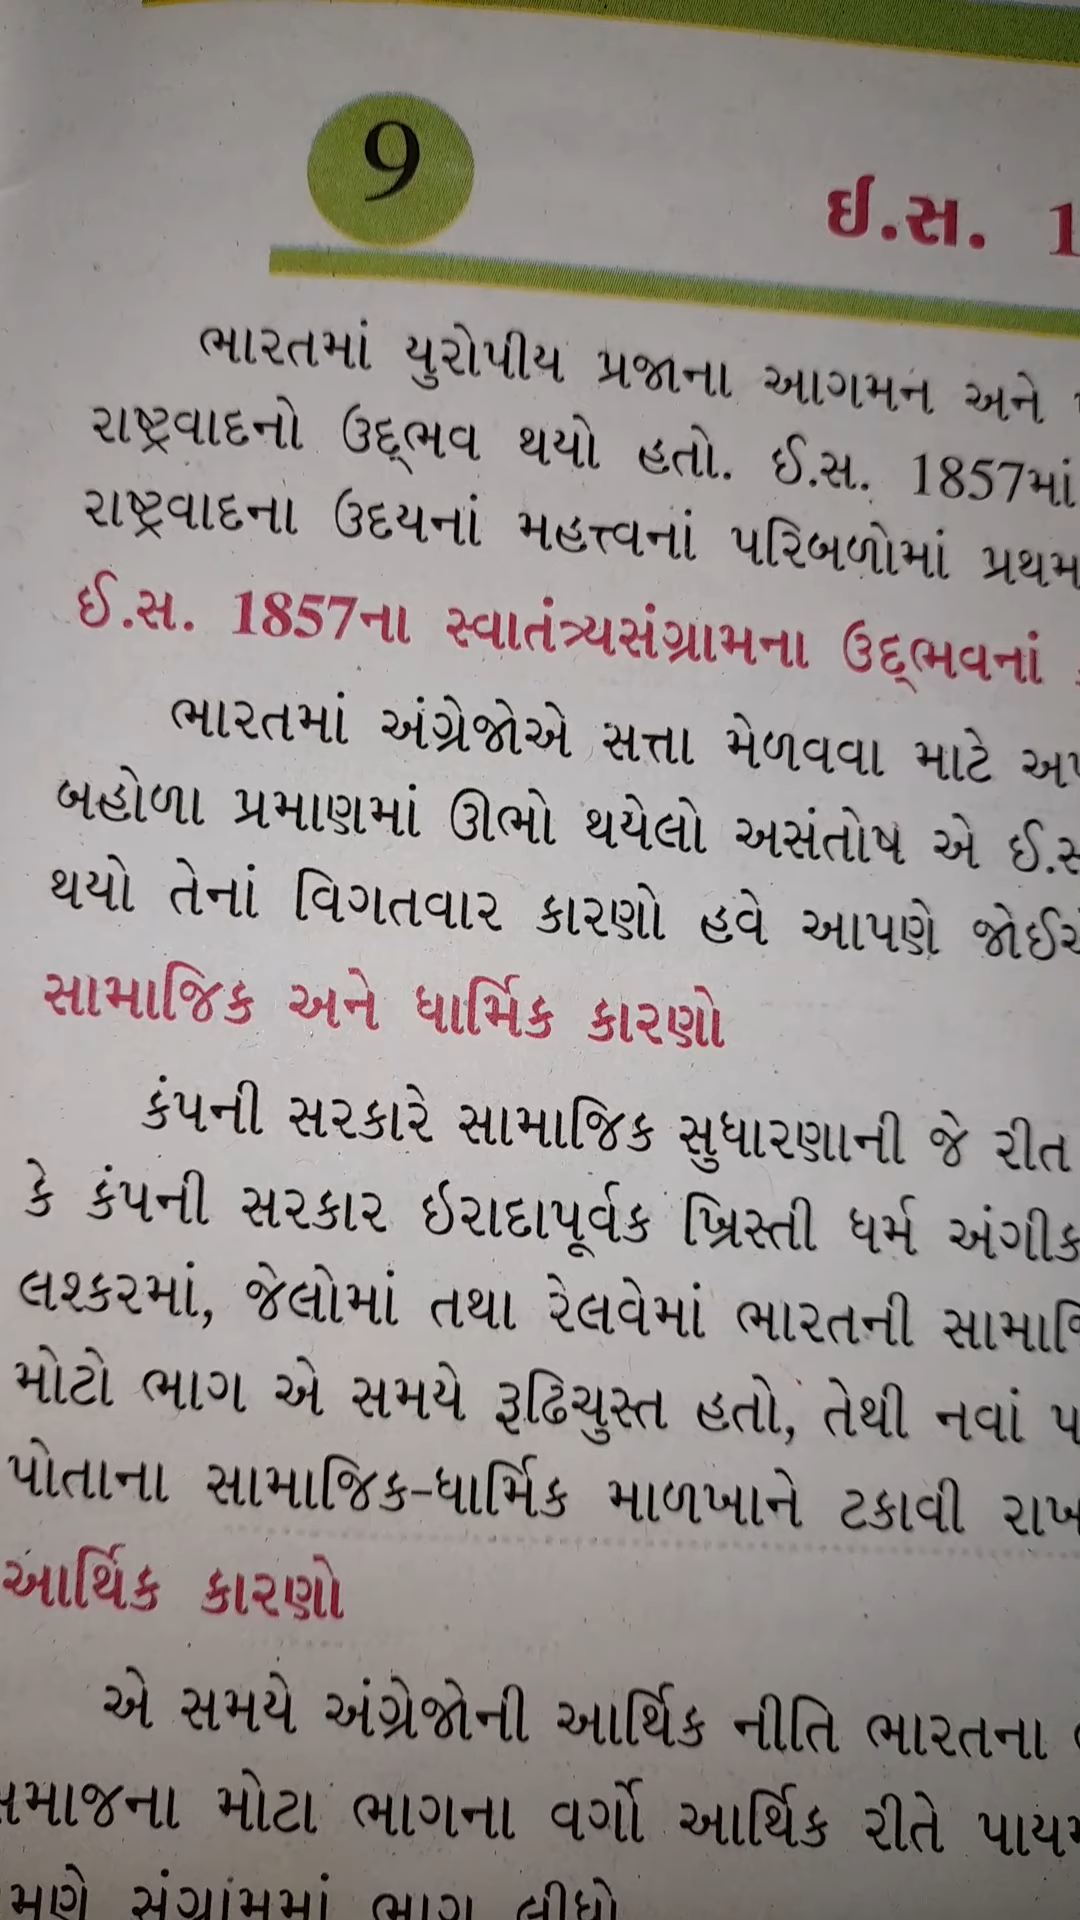 9
ઇ.સ. 1
ભારતમાં યુરોપીય પ્રજાના આગમન અને
રાષ્ટ્રવાદનો ઉદ્‌ભવ થયો હતો. ઈ.સ. 1857માં
રાષ્ટ્રવાદના ઉદયનાં મહત્ત્વનાં પરિબળોમાં પ્રથમ
ઈ.સ. 1857ના સ્વાતંત્ર્યસંગ્રામના ઉદ્‌ભવનાં
ભારતમાં અંગ્રેજોએ સત્તા મેળવવા માટે
બહોળા પ્રમાણમાં ઊભો થયેલો અસંતોષ એ ઈ.સ
થયો તેનાં વિગતવાર કારણો હવે આપણે
સામાજિક અને ધાર્મિક કારણો
કંપની સરકારે સામાજિક સુધારણાની જે રીત
કે કંપની સરકાર ઇરાદાપૂર્વક ખ્રિસ્તી ધર્મ
લશ્કરમાં, જેલોમાં તથા રેલવેમાં ભારતની
મોટો ભાગ એ સમયે રૂઢિચુસ્ત હતો, તેથી નવાં
પોતાના સામાજિક-ધાર્મિક માળખાને ટકાવી
આર્થિક કારણો
એ સમયે અંગ્રેજોની આર્થિક નીતિ ભારતના
સમાજના મોટા ભાગના વર્ગો આર્થિક રીતે
સંગ્રામમાં ભાગ લીધો